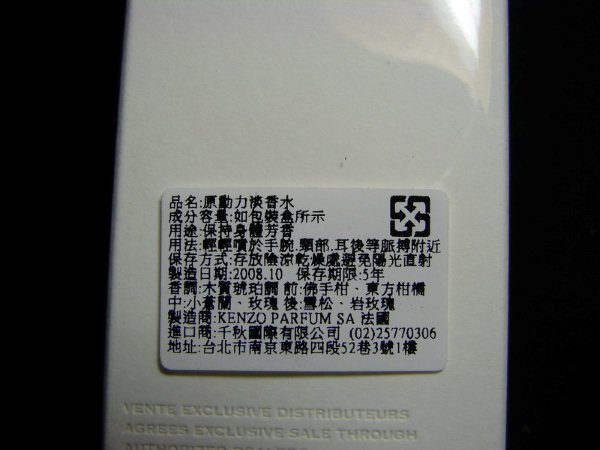 品名:原動力淡香水
成分容量:如包裝盒所示
用途:保持身體芳香
用法:輕輕噴於手腕.頸部.耳後等脈搏附近
保存方式:存放陰涼乾燥處避免陽光直射
製造日期:2008.10 保存期限:5年
香調:木質琥珀調 前:佛手柑、東方柑橘
中:小蒼蘭、玫瑰 後:雪松、岩玫瑰
製造商:KENZO PARFUM SA 法國
進口商:千秋國際有限公司 (02)25770306
地址:台北市南京東路四段52巷3號1樓
VENTE EXCLUSIVE DISTRIBUTEURS
AGREES EXCLUSIVE SALE THROUGH